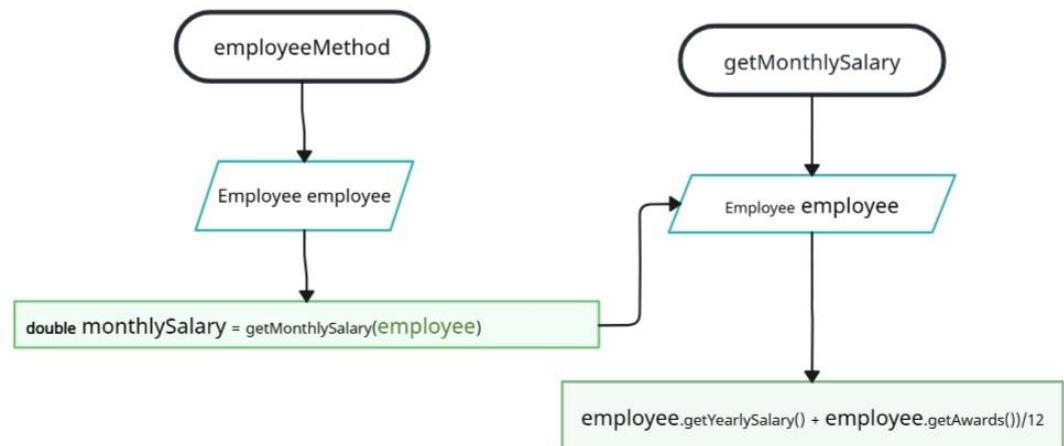 employeeMethod
getMonthlySalary
Employee employee
Employee employee
double monthlySalary = getMonthlySalary(employee)
employee.getYearlySalary() + employee.getAwards())/12